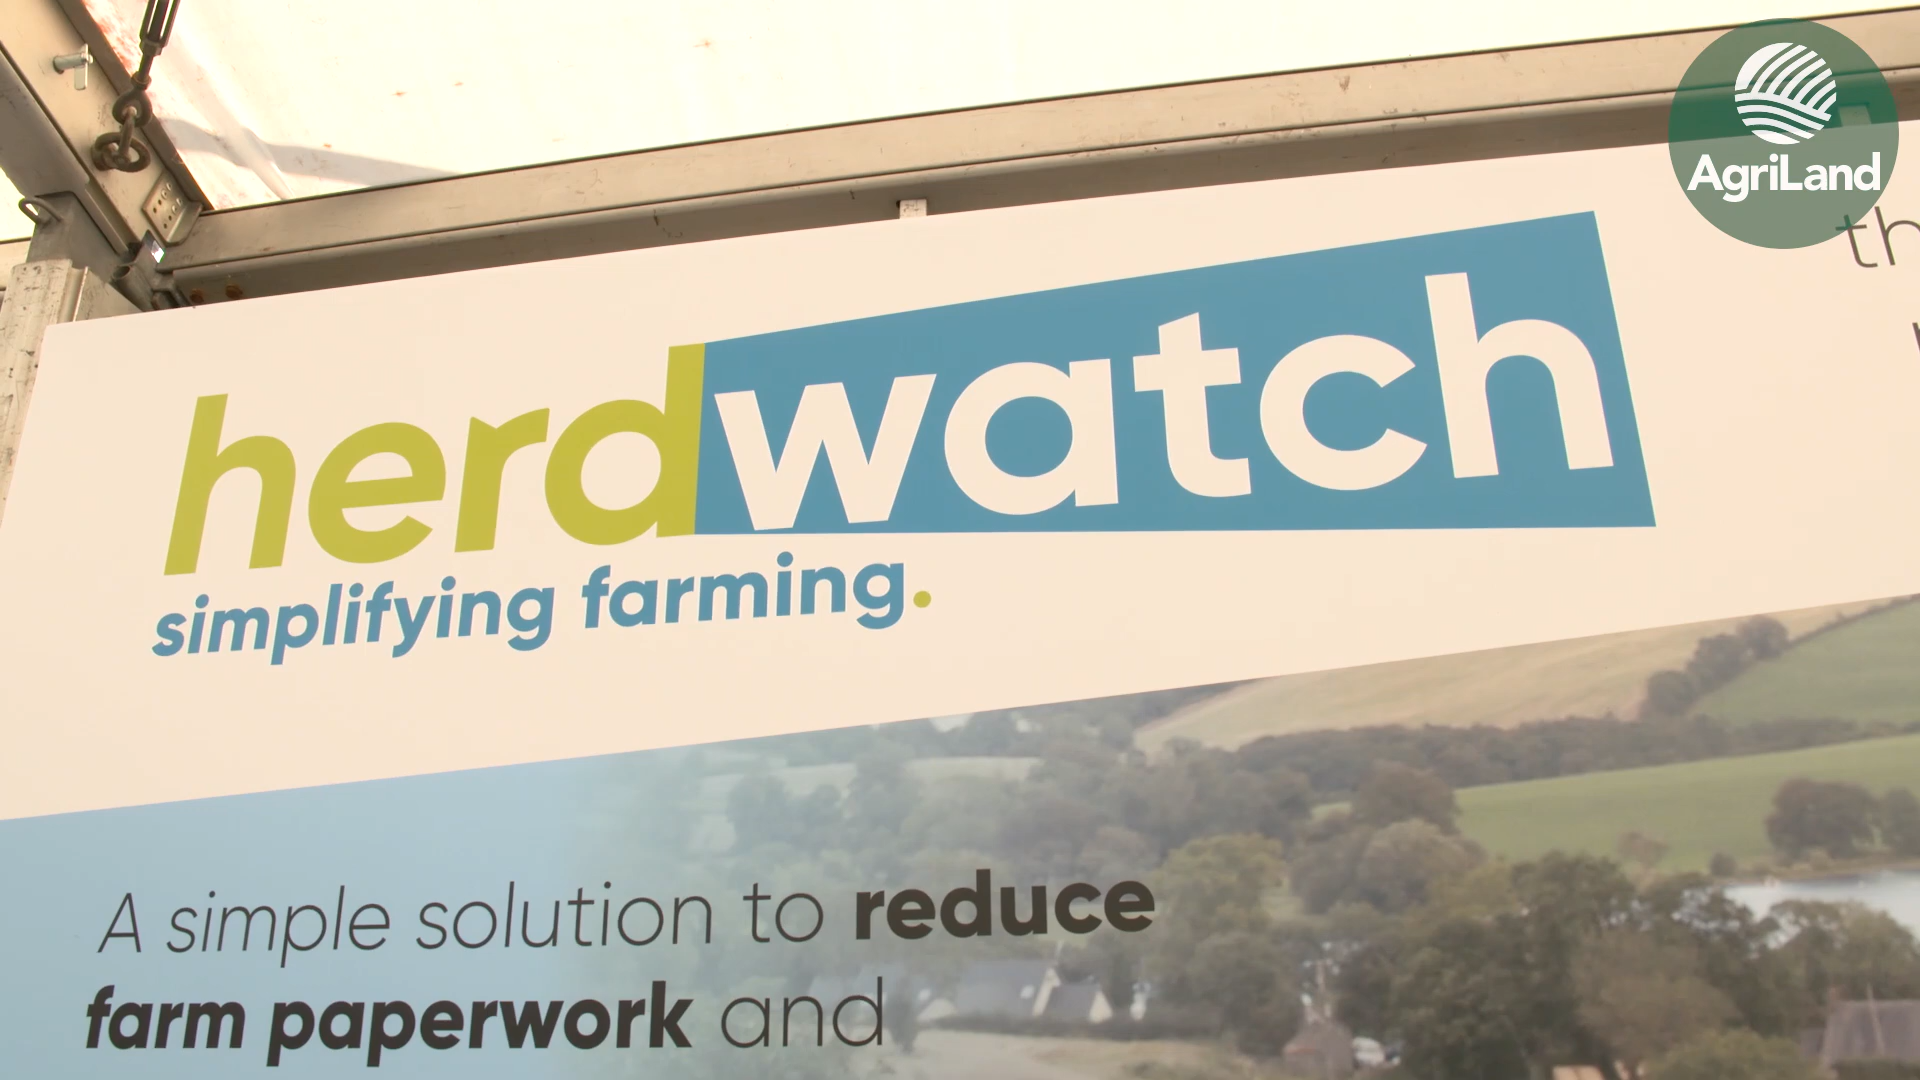 AgriLand
herdwatch
simplifying farming.
A simple solution to reduce
farm paperwork and